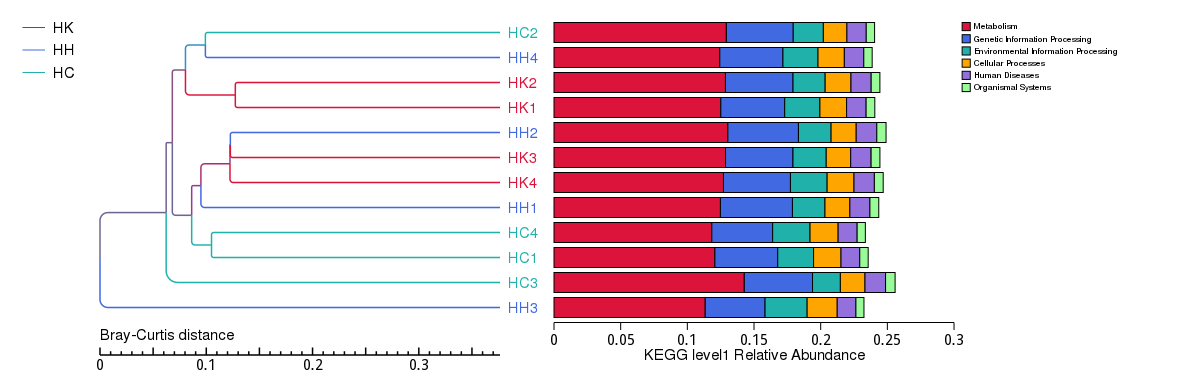 HK
HH
HC
HC2
HH4
HK2
HK1
HH2
HK3
HK4
HH1
HC4
HC1
HC3
HH3
Metabolism
Genetic Information Processing
Environmental Information Processing
Cellular Processes
Human Diseases
Organismal Systems
Bray-Curtis distance
0 0.1 0.2 0.3
0 0.05 0.1 0.15 0.2 0.25 0.3
KEGG level1 Relative Abundance